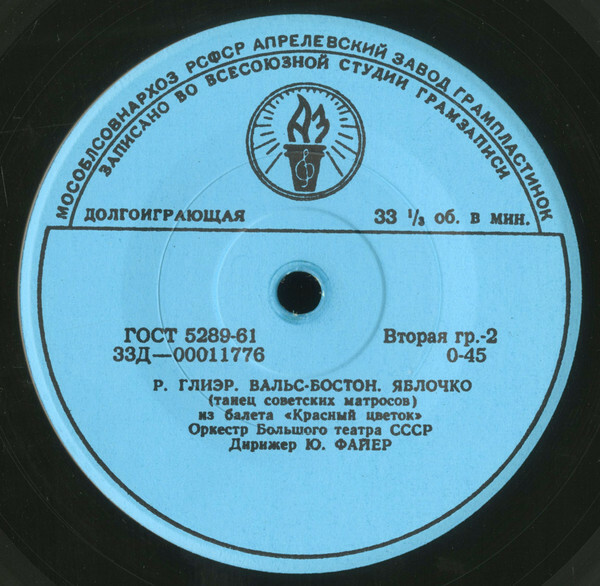 МОСОБЛСОВНАРХОЗ РСФСР АПРЕЛЕВСКИЙ ЗАВОД ГРАМПЛАСТИНОК
ЗАПИСАНО ВО ВСЕСОЮЗНОЙ СТУДИИ ГРАМЗАПИСИ
АЗ
ДОЛГОИГРАЮЩАЯ 33 1/3 об. в мин.
ГОСТ 5289-61 Вторая гр.-2
33Д—00011776 0-45
Р. ГЛИЭР. ВАЛЬС-БОСТОН. ЯБЛОЧКО
(танец советских матросов)
из балета «Красный цветок»
Оркестр Большого театра СССР
Дирижер Ю. ФАЙЕР